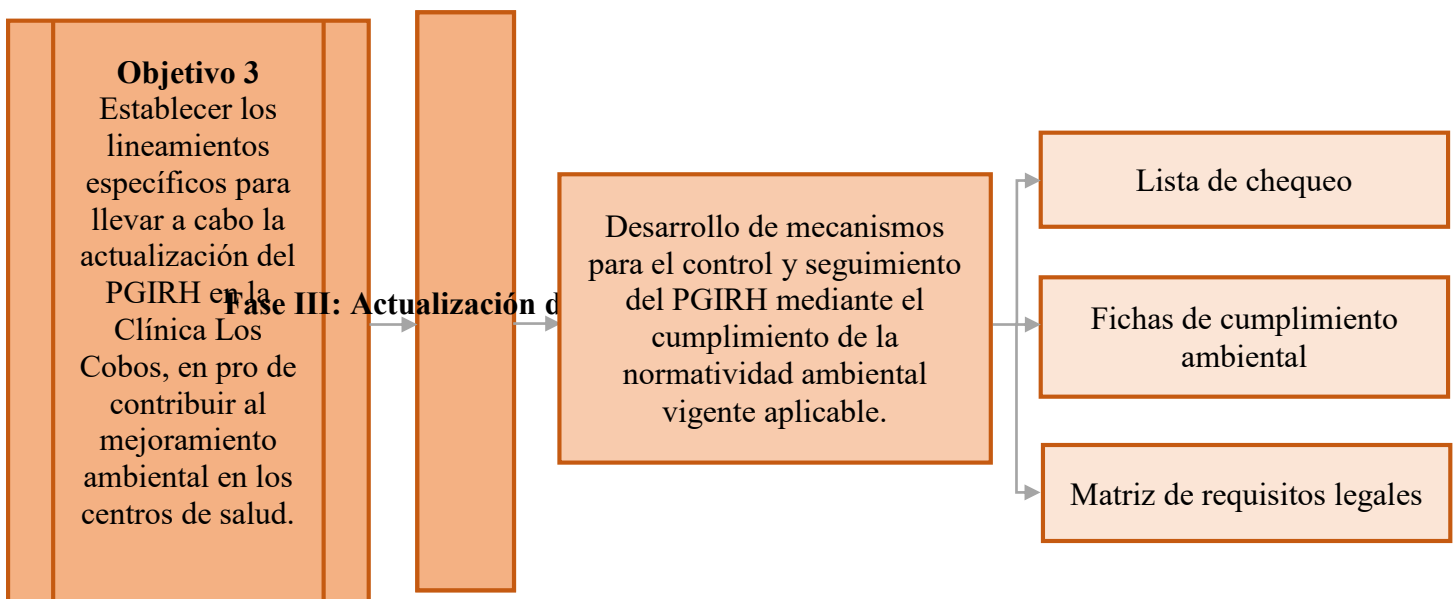 Objetivo 3
Establecer los
lineamientos
específicos para
llevar a cabo la
actualización del
PGIRH en la
Clínica Los
Cobos, en pro de
contribuir al
mejoramiento
ambiental en los
centros de salud.
Fase III: Actualización d
Desarrollo de mecanismos
para el control y seguimiento
del PGIRH mediante el
cumplimiento de la
normatividad ambiental
vigente aplicable.
Lista de chequeo
Fichas de cumplimiento
ambiental
Matriz de requisitos legales